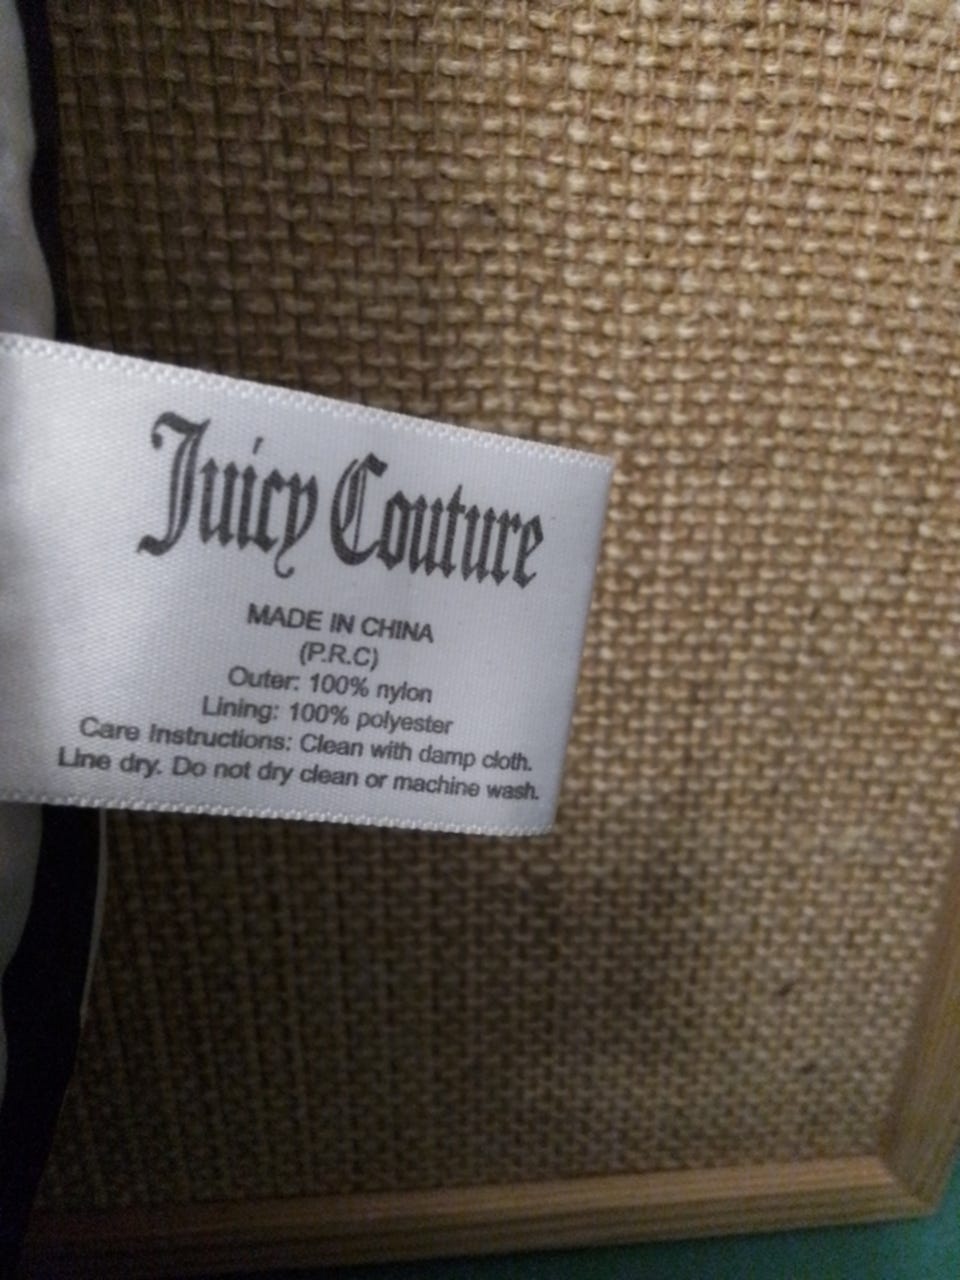 Juicy Couture
MADE IN CHINA
(P.R.C)
Outer: 100% nylon
Lining: 100% polyester
Care Instructions: Clean with damp cloth.
Line dry. Do not dry clean or machine wash.